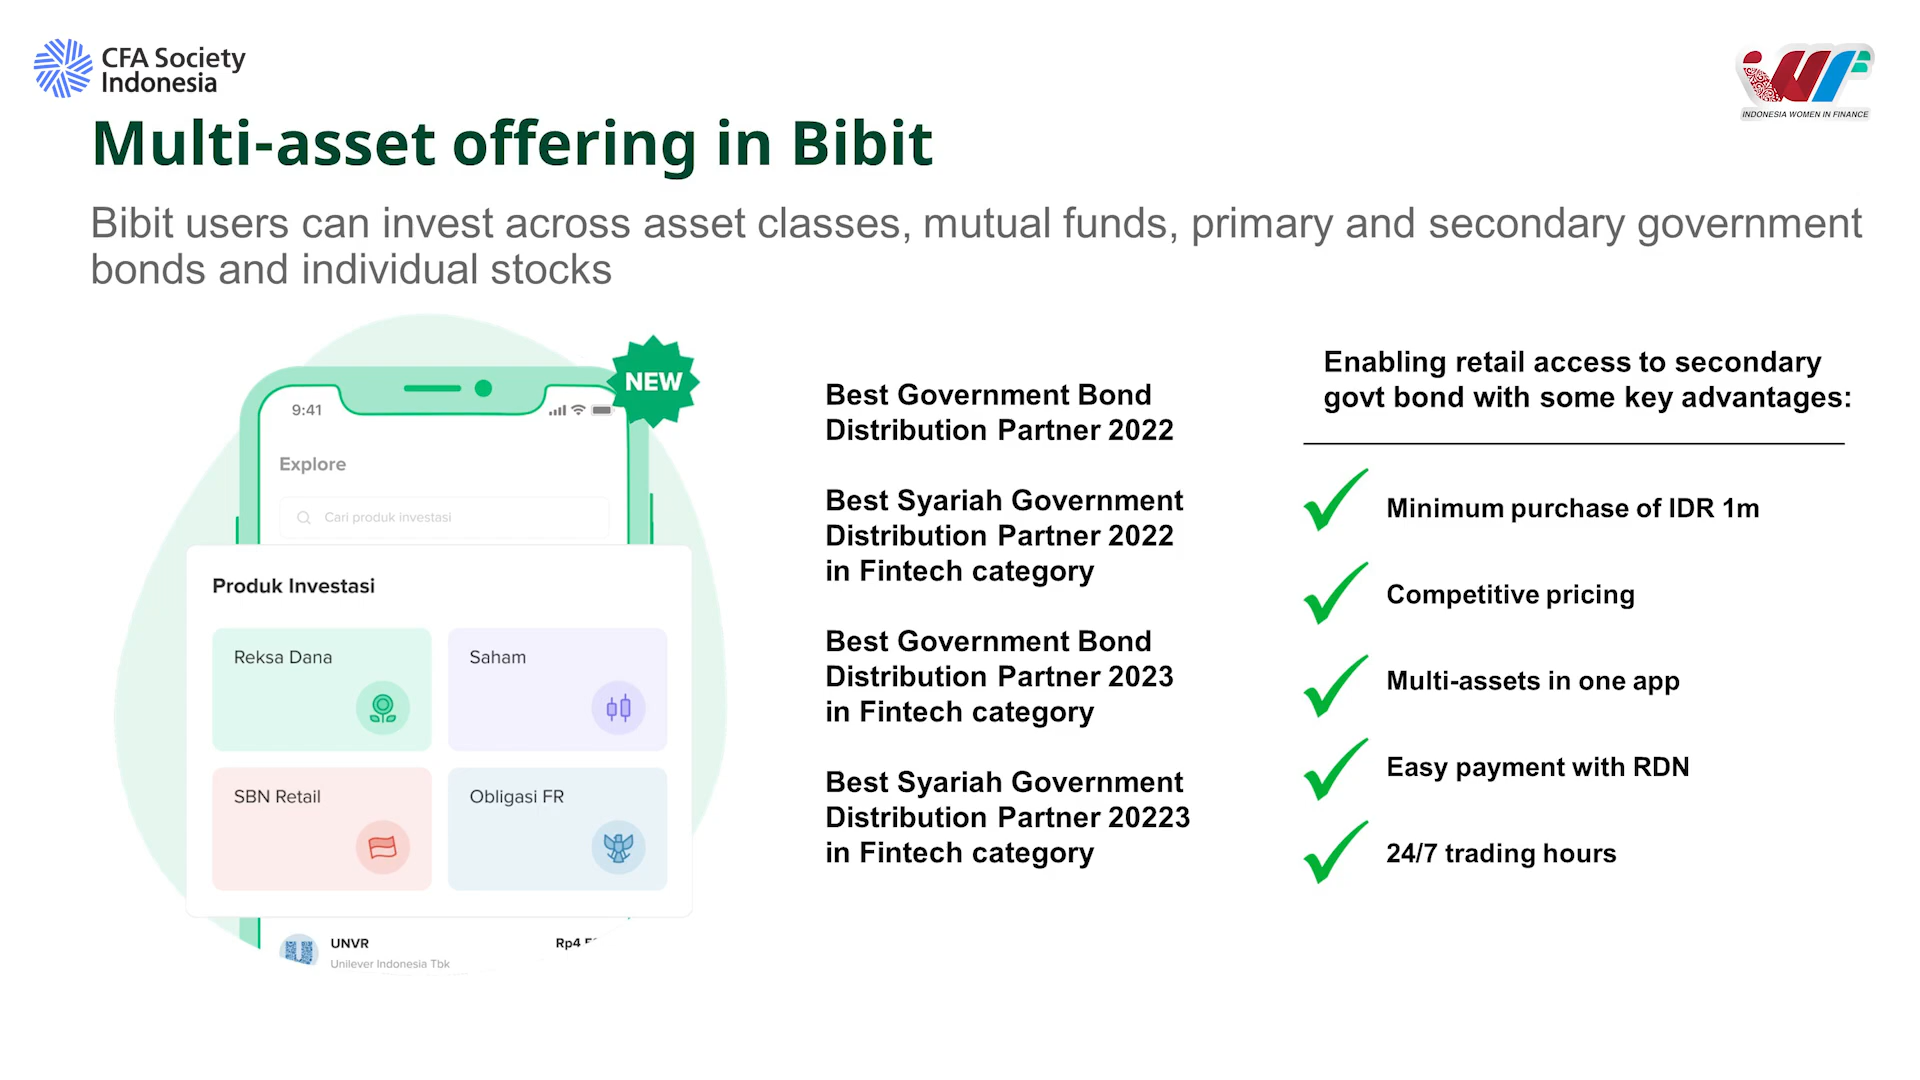 CFA Society
Indonesia
INDONESIA WOMEN IN FINANCE
Multi-asset offering in Bibit
Bibit users can invest across asset classes, mutual funds, primary and secondary government
bonds and individual stocks
NEW
9:41
Explore
Cari produk investasi
Produk Investasi
Reksa Dana
Saham
SBN Retail
Obligasi FR
UNVR
Unilever Indonesia Tbk
Best Government Bond
Distribution Partner 2022
Best Syariah Government
Distribution Partner 2022
in Fintech category
Best Government Bond
Distribution Partner 2023
in Fintech category
Best Syariah Government
Distribution Partner 20223
in Fintech category
Enabling retail access to secondary
govt bond with some key advantages:
Minimum purchase of IDR 1m
Competitive pricing
Multi-assets in one app
Easy payment with RDN
24/7 trading hours